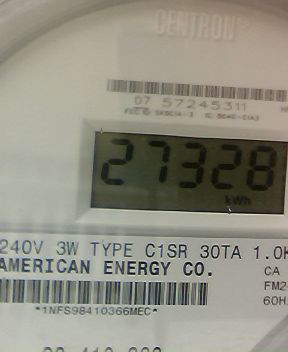 CENTRON®
07 57245311
27328
kWh
240V 3W TYPE C1SR 30TA 1.0K
AMERICAN ENERGY CO.
CA
FM2
60H
*1NFS98410366MEC*